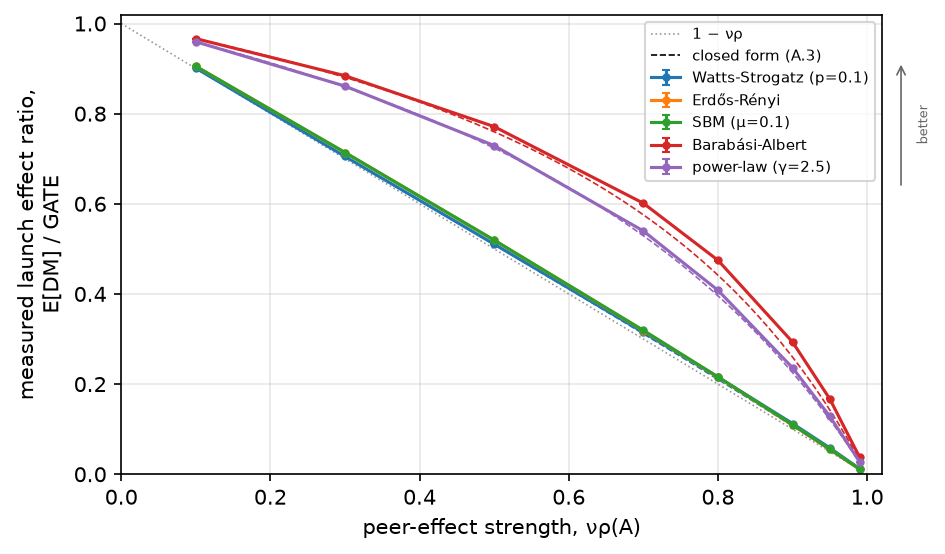 1.0
0.8
0.6
0.4
0.2
0.0
0.0
0.2
0.4
0.6
0.8
1.0
measured launch effect ratio,
E[DM] / GATE
peer-effect strength, νρ(A)
1 − νρ
closed form (A.3)
Watts-Strogatz (p=0.1)
Erdős-Rényi
SBM (μ=0.1)
Barabási-Albert
power-law (γ=2.5)
better